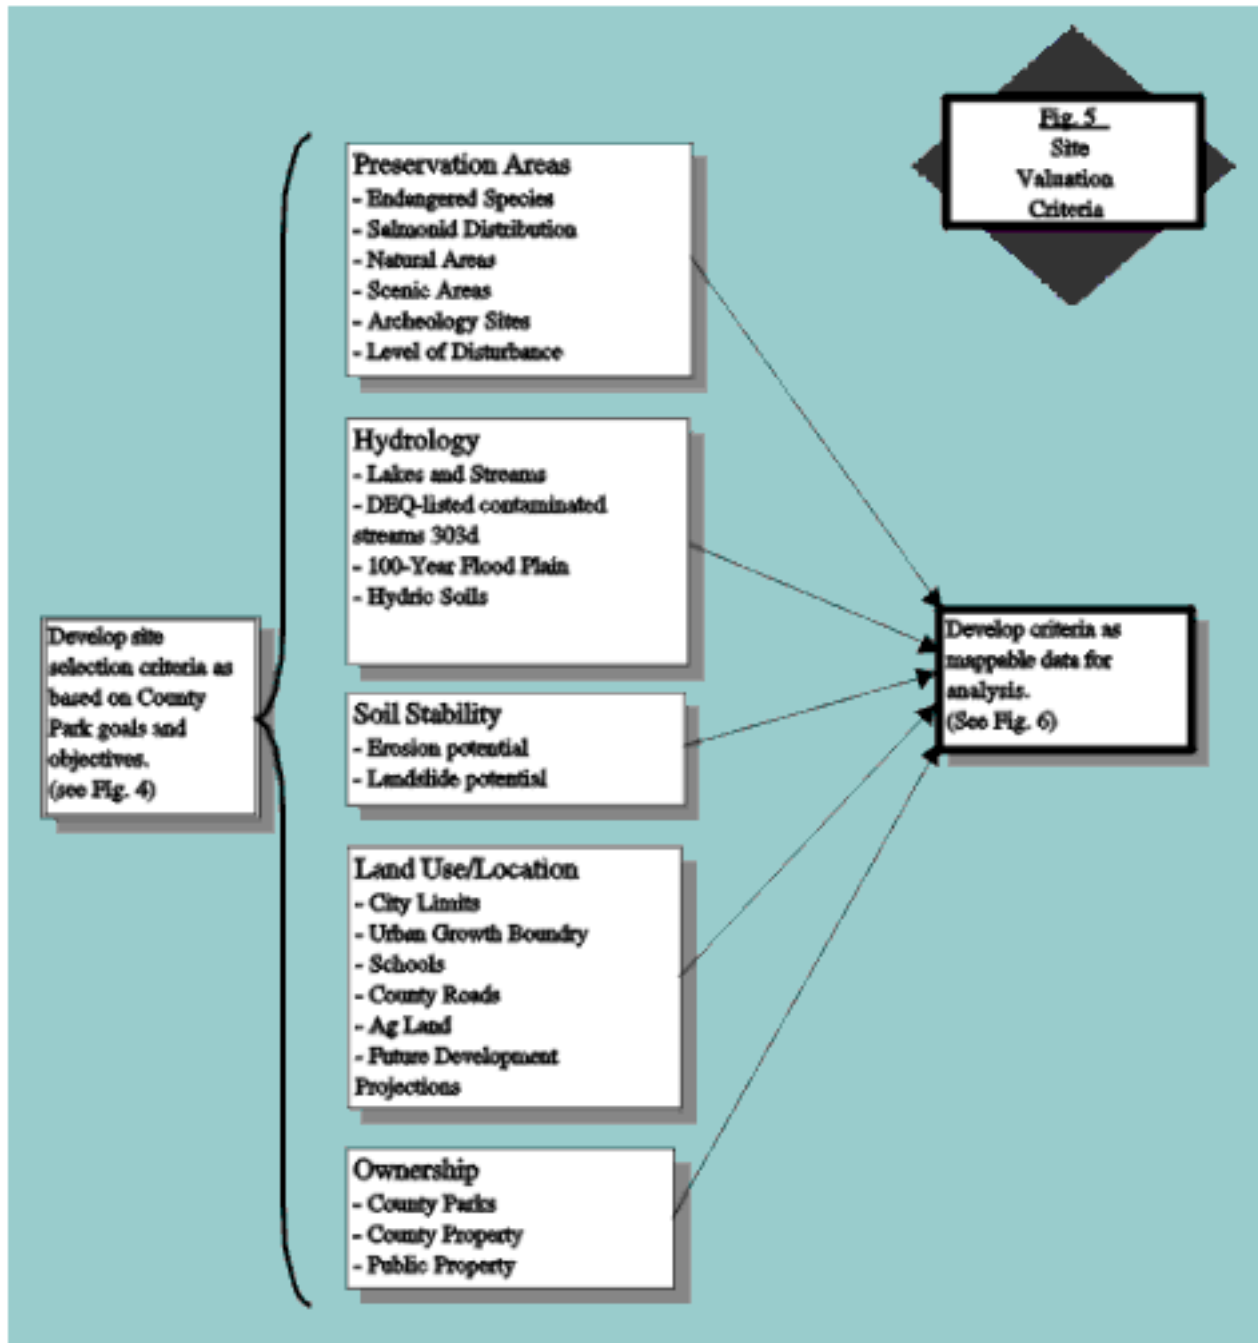 Fig. 5
Site
Valuation
Criteria
Preservation Areas
- Endangered Species
- Salmonid Distribution
- Natural Areas
- Scenic Areas
- Archeology Sites
- Level of Disturbance
Hydrology
- Lakes and Streams
- DEQ-listed contaminated
streams 303d
- 100-Year Flood Plain
- Hydric Soils
Develop site
selection criteria as
based on County
Park goals and
objectives.
(see Fig. 4)
Soil Stability
- Erosion potential
- Landslide potential
Land Use/Location
- City Limits
- Urban Growth Boundry
- Schools
- County Roads
- Ag Land
- Future Development
Projections
Ownership
- County Parks
- County Property
- Public Property
Develop criteria as
mappable data for
analysis.
(See Fig. 6)